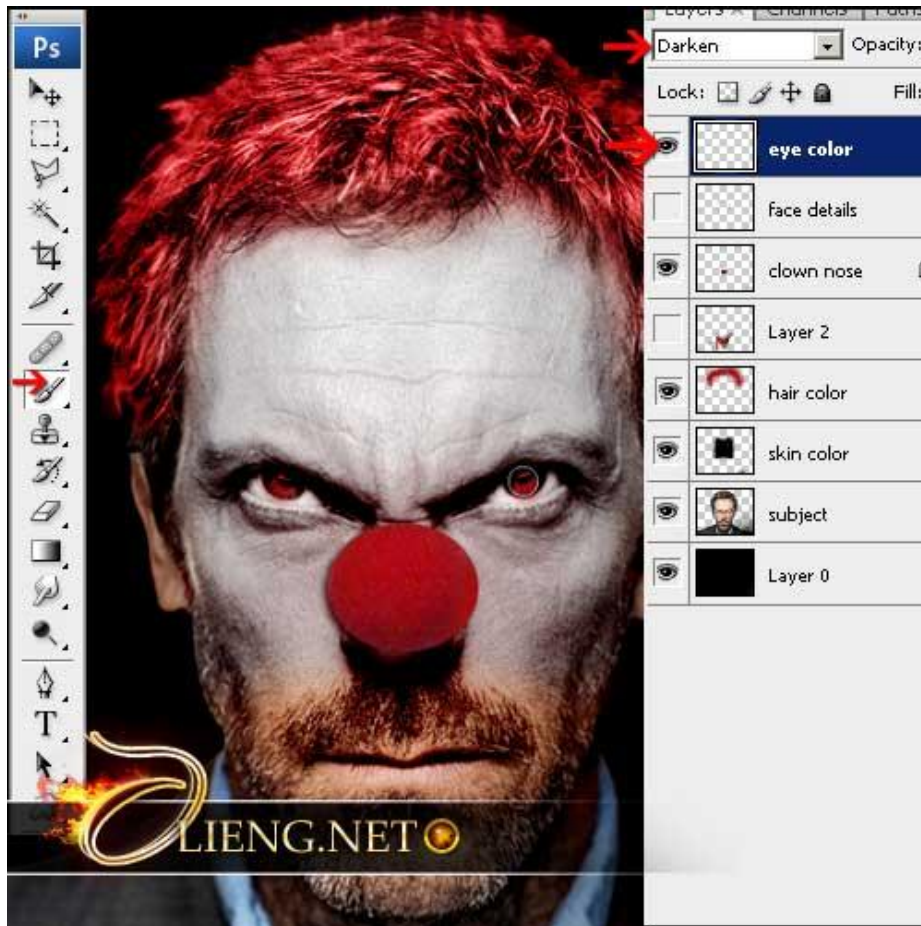 Layers × Channels Paths
Ps
Darken
Opacity:
Lock:
Fill:
eye color
face details
clown nose
Layer 2
hair color
skin color
subject
Layer 0
T
LIENG.NET